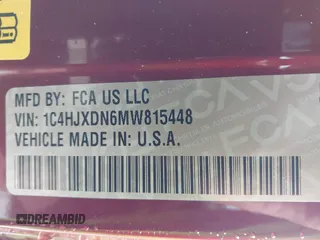 MFD BY: FCA US LLC
VIN: 1C4HJXDN6MW815448
VEHICLE MADE IN: U.S.A.
DREAMBID